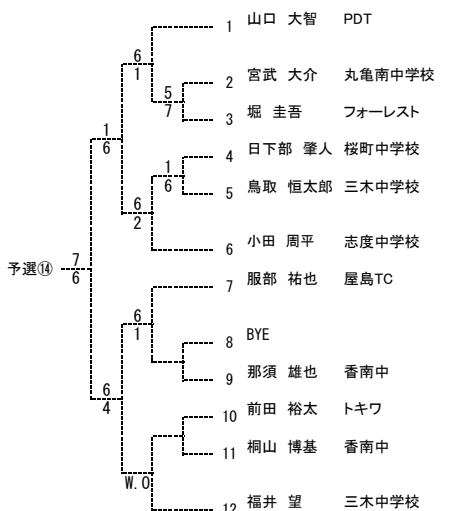 1 山口 大智 PDT
6
1
2 宮武 大介 丸亀南中学校
5
7
3 堀 圭吾 フォーレスト
1
6
4 日下部 肇人 桜町中学校
1
6
5 鳥取 恒太郎 三木中学校
6
2
6 小田 周平 志度中学校
予選⑭
7
6
7 服部 祐也 屋島TC
6
1
8 BYE
9 那須 雄也 香南中
6
4
10 前田 裕太 トキワ
11 桐山 博基 香南中
W.O
12 福井 望 三木中学校